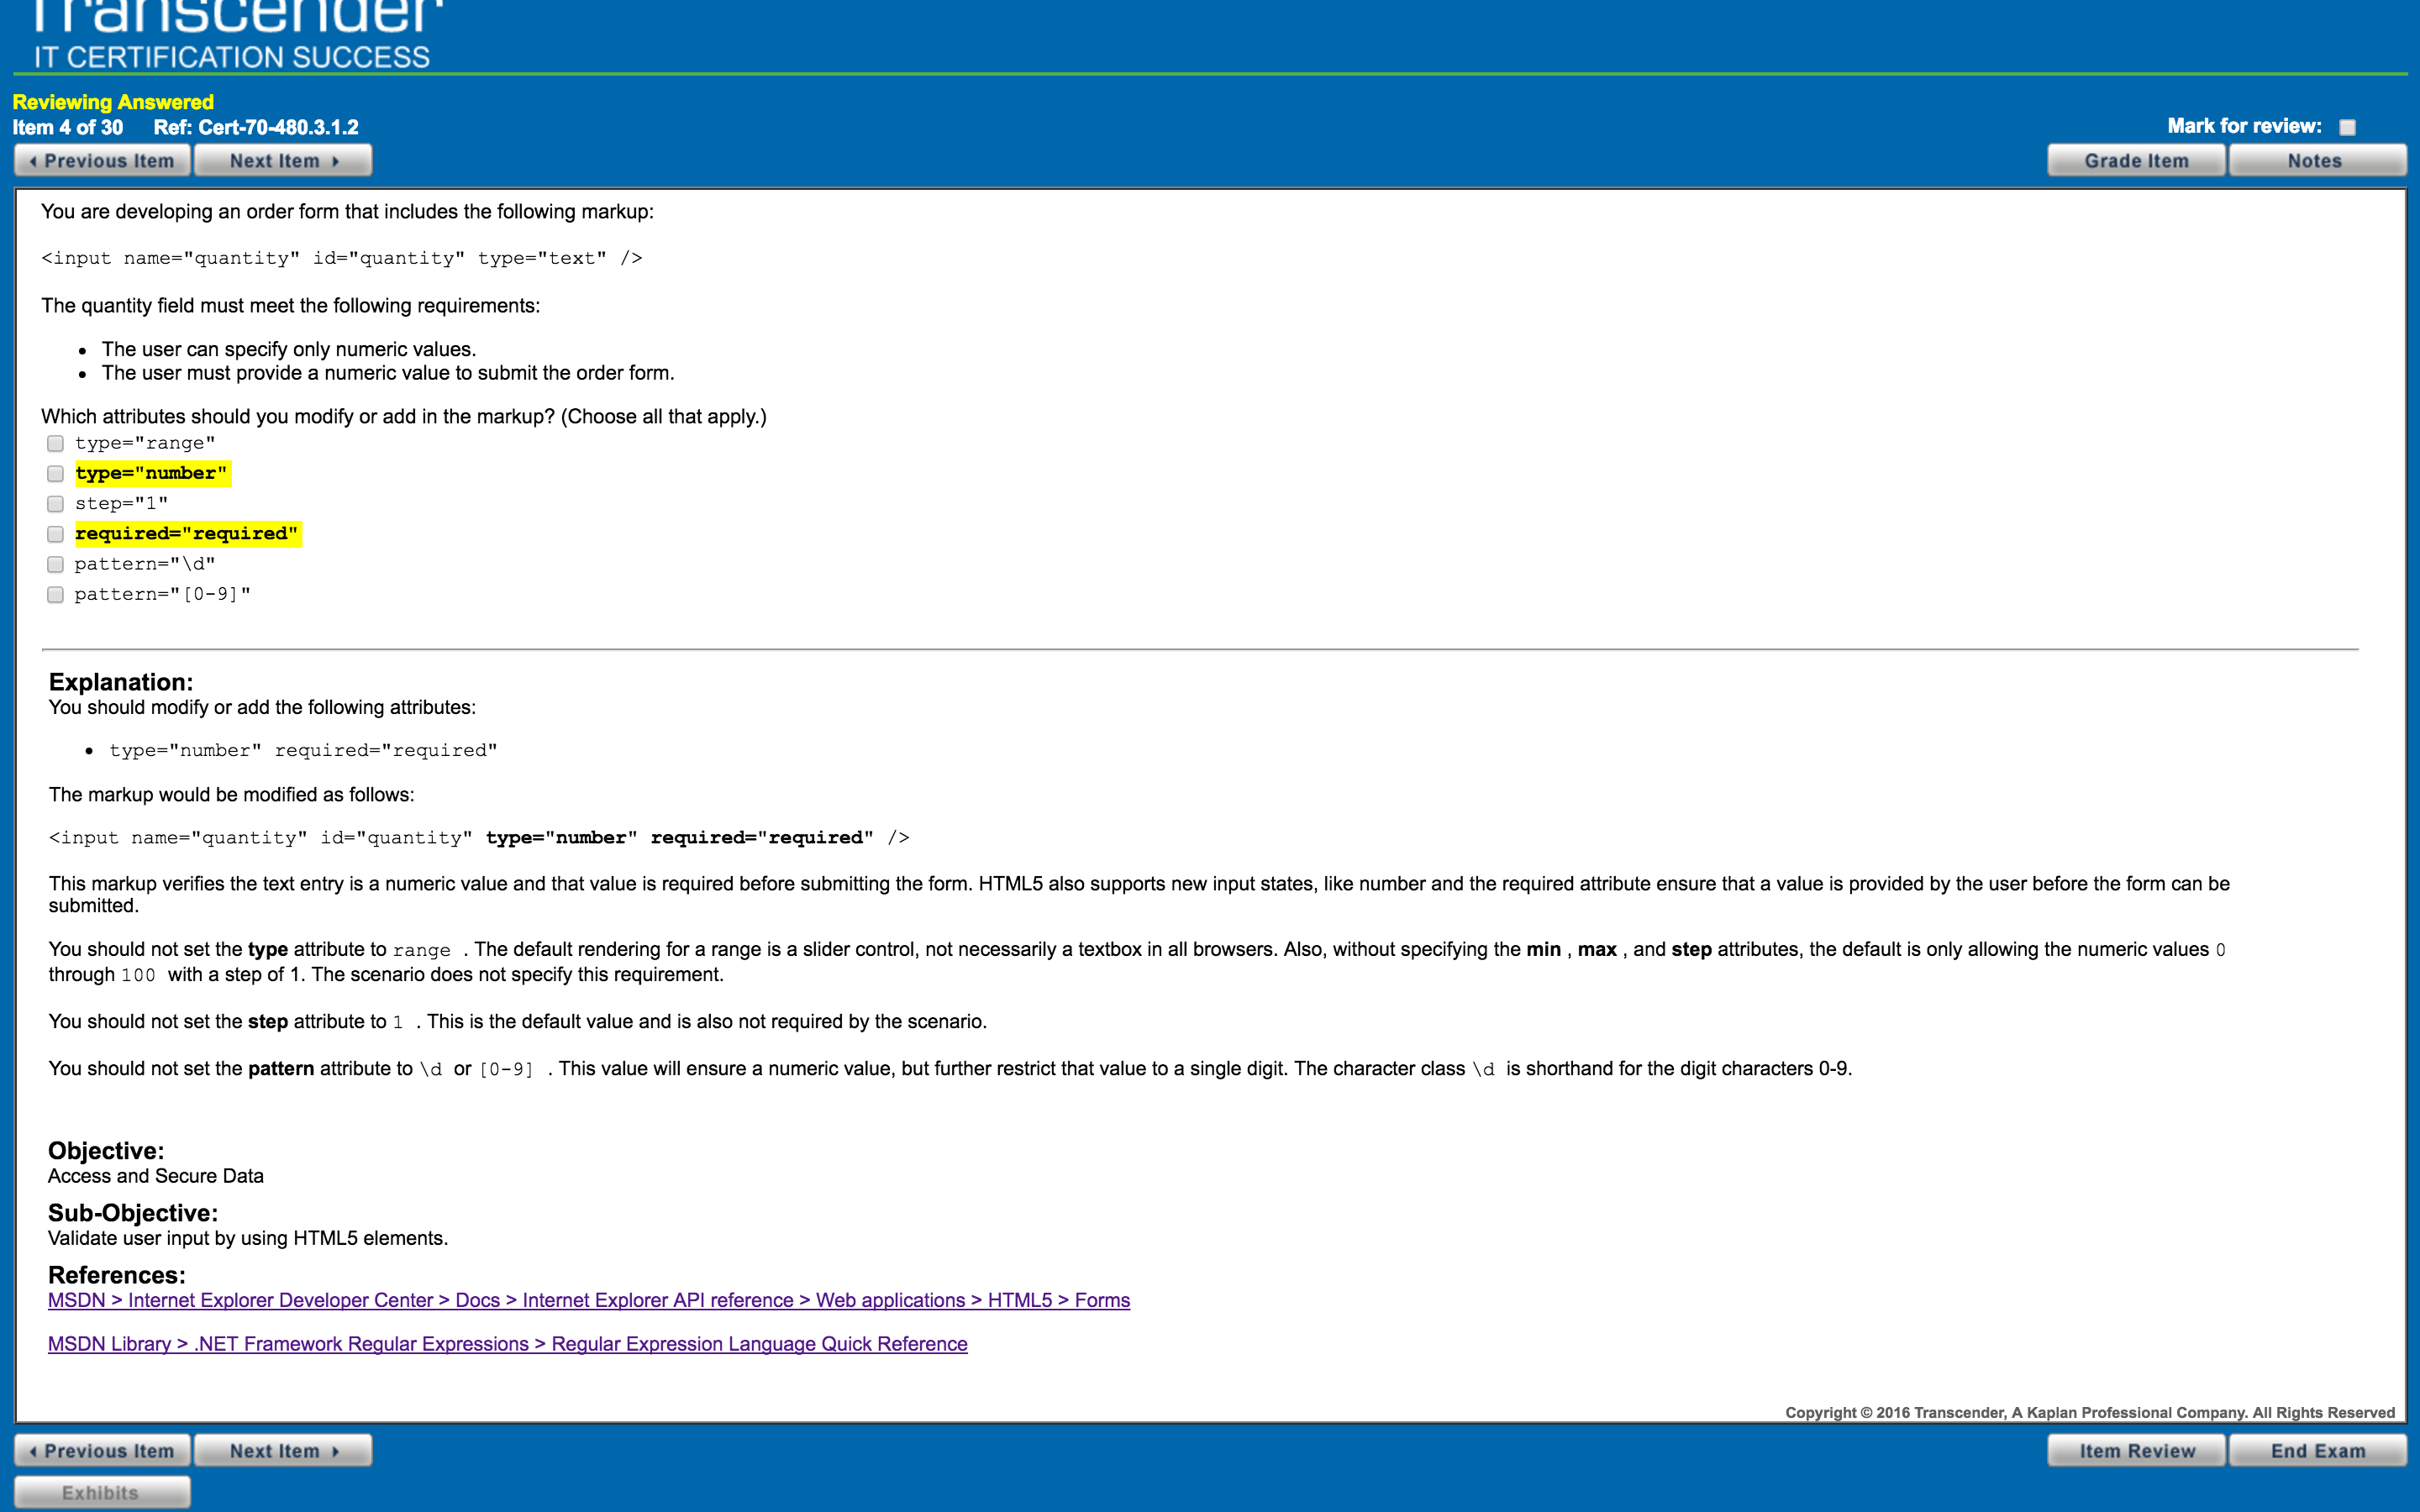 Transcender
IT CERTIFICATION SUCCESS
Reviewing Answered
Item 4 of 30 Ref: Cert-70-480.3.1.2
Mark for review:
Previous Item Next Item Grade Item Notes
You are developing an order form that includes the following markup:
<input name="quantity" id="quantity" type="text" />
The quantity field must meet the following requirements:
• The user can specify only numeric values.
• The user must provide a numeric value to submit the order form.
Which attributes should you modify or add in the markup? (Choose all that apply.)
type="range"
type="number"
step="1"
required="required"
pattern="\d"
pattern="[0-9]"
Explanation:
You should modify or add the following attributes:
• type="number" required="required"
The markup would be modified as follows:
<input name="quantity" id="quantity" type="number" required="required" />
This markup verifies the text entry is a numeric value and that value is required before submitting the form. HTML5 also supports new input states, like number and the required attribute ensure that a value is provided by the user before the form can be
submitted.
You should not set the type attribute to range . The default rendering for a range is a slider control, not necessarily a textbox in all browsers. Also, without specifying the min , max , and step attributes, the default is only allowing the numeric values 0
through 100 with a step of 1. The scenario does not specify this requirement.
You should not set the step attribute to 1 . This is the default value and is also not required by the scenario.
You should not set the pattern attribute to \d or [0-9] . This value will ensure a numeric value, but further restrict that value to a single digit. The character class \d is shorthand for the digit characters 0-9.
Objective:
Access and Secure Data
Sub-Objective:
Validate user input by using HTML5 elements.
References:
MSDN > Internet Explorer Developer Center > Docs > Internet Explorer API reference > Web applications > HTML5 > Forms
MSDN Library > .NET Framework Regular Expressions > Regular Expression Language Quick Reference
Copyright © 2016 Transcender, A Kaplan Professional Company. All Rights Reserved
Previous Item Next Item Item Review End Exam
Exhibits